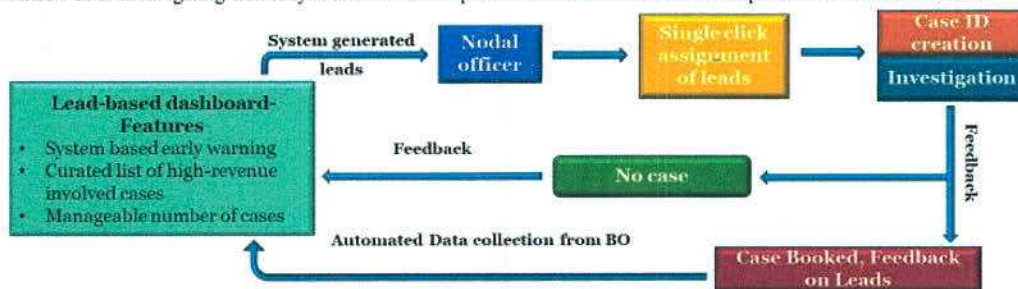 System generated
leads
Nodal
officer
Single click
assignment
of leads
Case ID
creation
Investigation
Lead-based dashboard-
Features
• System based early warning
• Curated list of high-revenue
involved cases
• Manageable number of cases
Feedback
No case
Feedback
Automated Data collection from BO
Case Booked, Feedback
on Leads